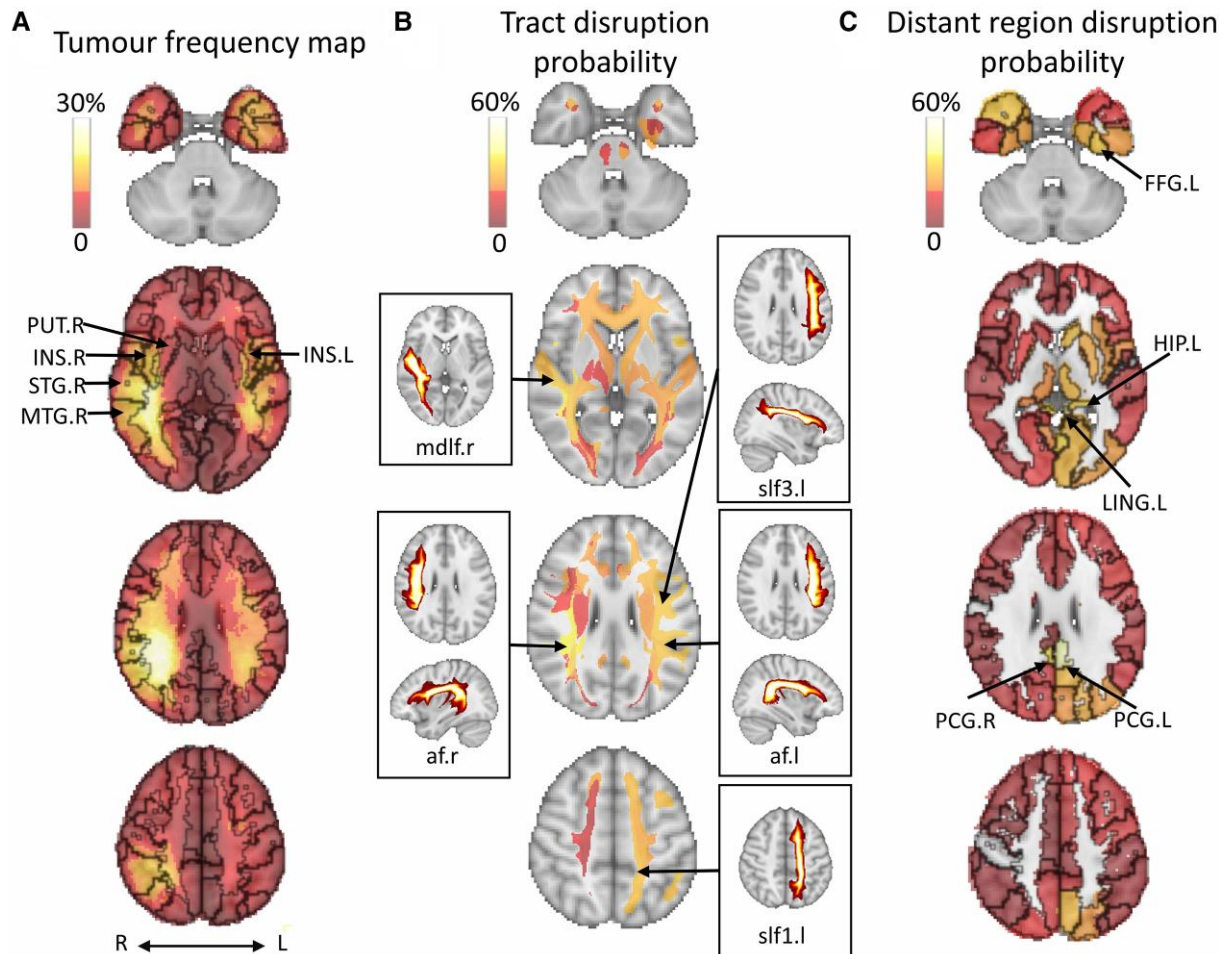 A
Tumour frequency map
30%
0
PUT.R
INS.R
STG.R
MTG.R
INS.L
R
L
B
Tract disruption
probability
60%
0
mdlf.r
slf3.l
af.r
af.l
slf1.l
C
Distant region disruption
probability
60%
0
FFG.L
HIP.L
LING.L
PCG.R
PCG.L